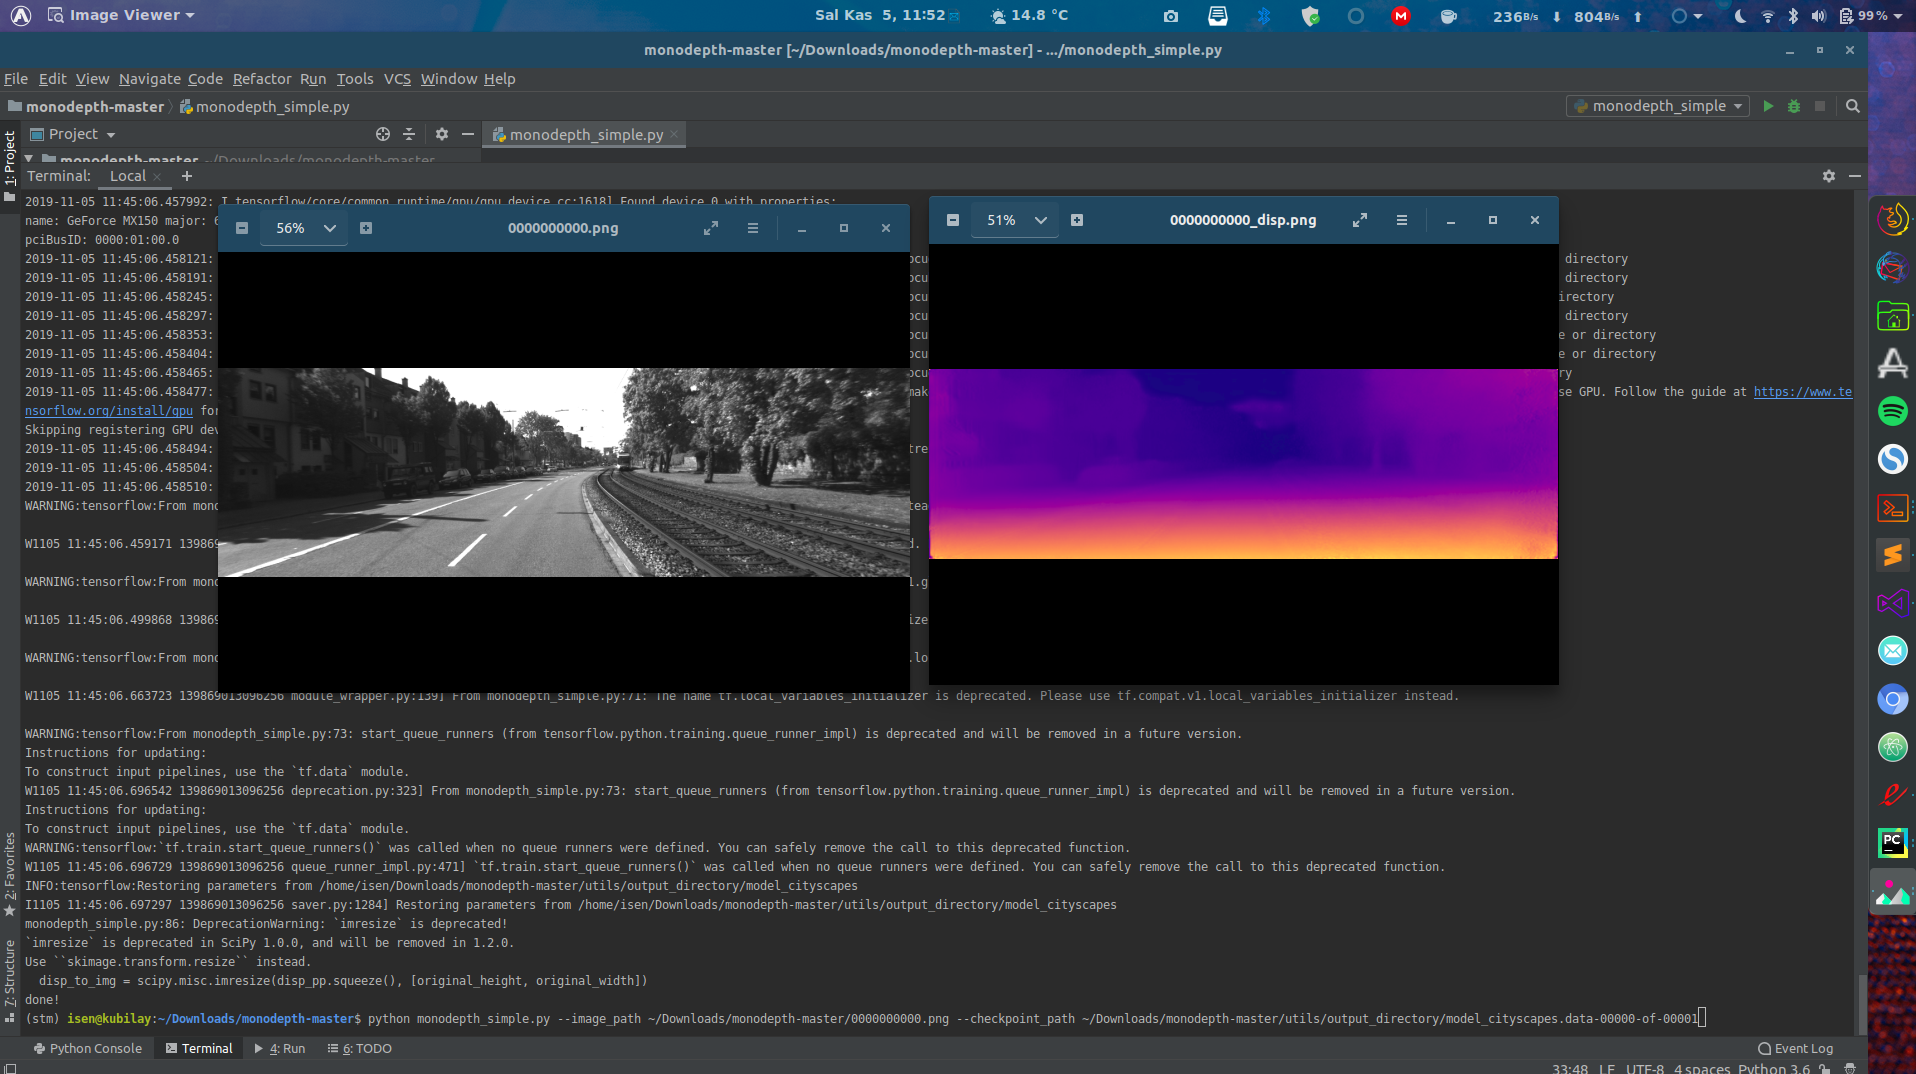 Image Viewer
Sal Kas 5, 11:52
14.8 °C
236B/s
804B/s
99 %
monodepth-master [~/Downloads/monodepth-master] - .../monodepth_simple.py
File Edit View Navigate Code Refactor Run Tools VCS Window Help
monodepth-master
monodepth_simple.py
monodepth_simple
1: Project
Project
monodepth_simple.py
monodepth-master ~/Downloads/monodepth-master
Terminal: Local
2019-11-05 11:45:06.457992: I tensorflow/core/common_runtime/gpu/gpu_device.cc:1618] Found device 0 with properties:
name: GeForce MX150 major: 6
pciBusID: 0000:01:00.0
2019-11-05 11:45:06.458121: directory
2019-11-05 11:45:06.458191: directory
2019-11-05 11:45:06.458245: irectory
2019-11-05 11:45:06.458297: directory
2019-11-05 11:45:06.458353: e or directory
2019-11-05 11:45:06.458404: e or directory
2019-11-05 11:45:06.458465: ry
2019-11-05 11:45:06.458477: se GPU. Follow the guide at https://www.te
nsorflow.org/install/gpu for
Skipping registering GPU dev
2019-11-05 11:45:06.458494:
2019-11-05 11:45:06.458504:
2019-11-05 11:45:06.458510:
WARNING:tensorflow:From mono
W1105 11:45:06.459171 139869
WARNING:tensorflow:From mono
W1105 11:45:06.499868 139869
WARNING:tensorflow:From mono
56%
0000000000.png
51%
0000000000_disp.png
W1105 11:45:06.663723 139869013096256 module_wrapper.py:139] From monodepth_simple.py:71: The name tf.local_variables_initializer is deprecated. Please use tf.compat.v1.local_variables_initializer instead.
WARNING:tensorflow:From monodepth_simple.py:73: start_queue_runners (from tensorflow.python.training.queue_runner_impl) is deprecated and will be removed in a future version.
Instructions for updating:
To construct input pipelines, use the `tf.data` module.
W1105 11:45:06.696542 139869013096256 deprecation.py:323] From monodepth_simple.py:73: start_queue_runners (from tensorflow.python.training.queue_runner_impl) is deprecated and will be removed in a future version.
Instructions for updating:
To construct input pipelines, use the `tf.data` module.
WARNING:tensorflow:`tf.train.start_queue_runners()` was called when no queue runners were defined. You can safely remove the call to this deprecated function.
W1105 11:45:06.696729 139869013096256 queue_runner_impl.py:471] `tf.train.start_queue_runners()` was called when no queue runners were defined. You can safely remove the call to this deprecated function.
INFO:tensorflow:Restoring parameters from /home/isen/Downloads/monodepth-master/utils/output_directory/model_cityscapes
I1105 11:45:06.697297 139869013096256 saver.py:1284] Restoring parameters from /home/isen/Downloads/monodepth-master/utils/output_directory/model_cityscapes
monodepth_simple.py:86: DeprecationWarning: `imresize` is deprecated!
`imresize` is deprecated in SciPy 1.0.0, and will be removed in 1.2.0.
Use ``skimage.transform.resize`` instead.
disp_to_img = scipy.misc.imresize(disp_pp.squeeze(), [original_height, original_width])
done!
(stm) isen@kubilay:~/Downloads/monodepth-master$ python monodepth_simple.py --image_path ~/Downloads/monodepth-master/0000000000.png --checkpoint_path ~/Downloads/monodepth-master/utils/output_directory/model_cityscapes.data-00000-of-00001
2: Favorites
7: Structure
PC
Python Console
Terminal
4: Run
6: TODO
Event Log
33:48 LF UTF-8 4 spaces Python 3.6